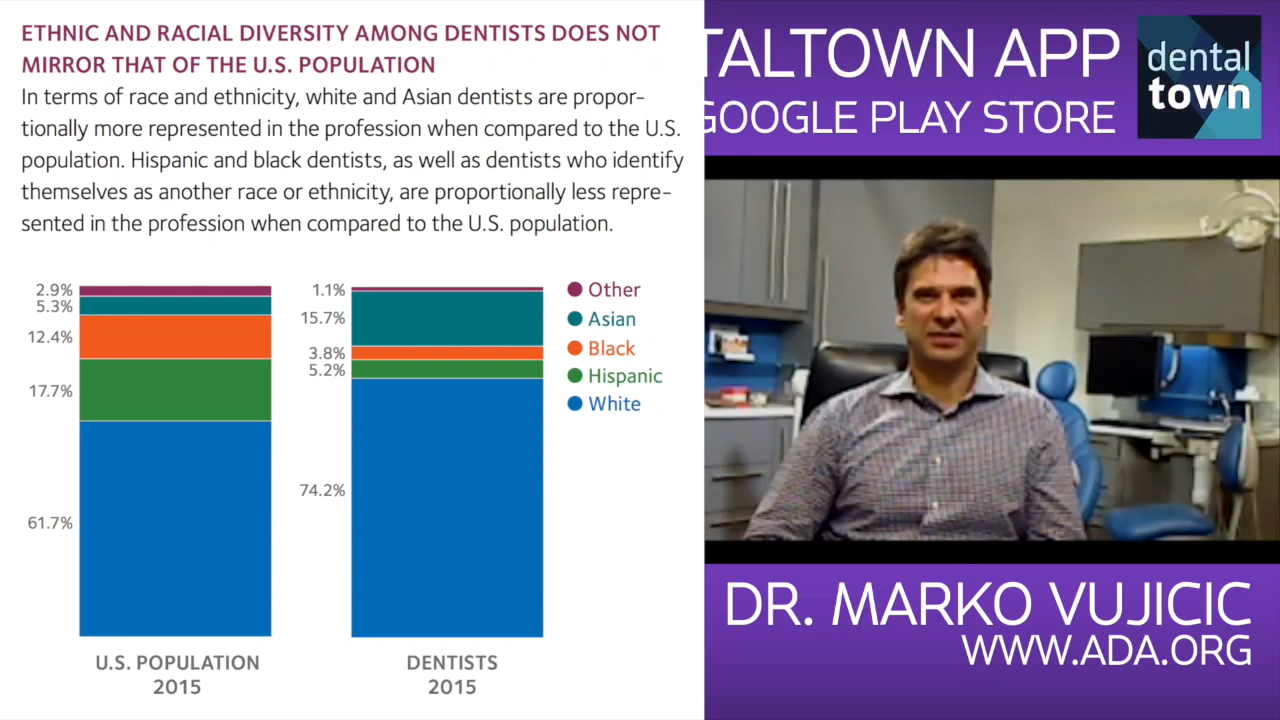 ETHNIC AND RACIAL DIVERSITY AMONG DENTISTS DOES NOT
MIRROR THAT OF THE U.S. POPULATION
In terms of race and ethnicity, white and Asian dentists are propor-
tionally more represented in the profession when compared to the U.S.
population. Hispanic and black dentists, as well as dentists who identify
themselves as another race or ethnicity, are proportionally less repre-
sented in the profession when compared to the U.S. population.
2.9%
5.3%
12.4%
17.7%
61.7%
U.S. POPULATION
2015
1.1%
15.7%
3.8%
5.2%
74.2%
DENTISTS
2015
Other
Asian
Black
Hispanic
White
TALTOWN APP
GOOGLE PLAY STORE
dental
town
DR. MARKO VUJICIC
WWW.ADA.ORG